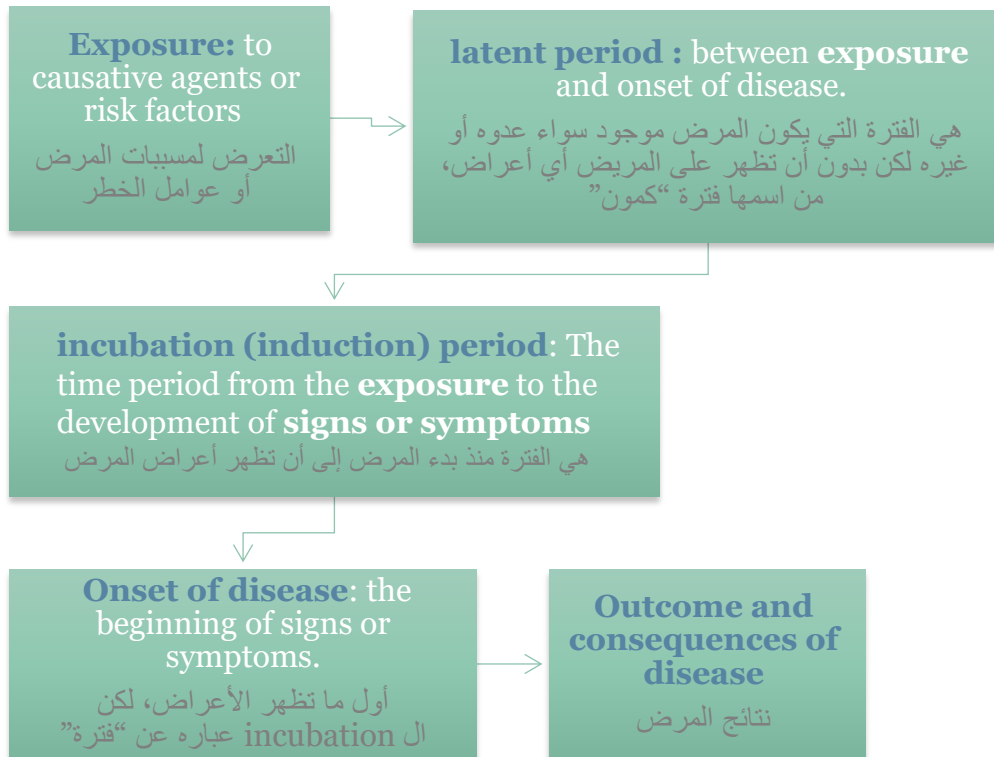 Exposure: to
causative agents or
risk factors
التعرض لمسببات المرض
أو عوامل الخطر
latent period : between exposure
and onset of disease.
هي الفترة التي يكون المرض موجود سواء عدوه أو
غيره لكن بدون أن تظهر على المريض أي أعراض،
من اسمها فترة “كمون”
incubation (induction) period: The
time period from the exposure to the
development of signs or symptoms
هي الفترة منذ بدء المرض إلى أن تظهر أعراض المرض
Onset of disease: the
beginning of signs or
symptoms.
أول ما تظهر الأعراض، لكن
ال incubation عباره عن “فترة”
Outcome and
consequences of
disease
نتائج المرض